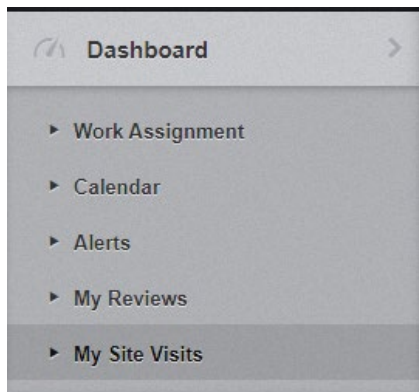 Dashboard
Work Assignment
Calendar
Alerts
My Reviews
My Site Visits